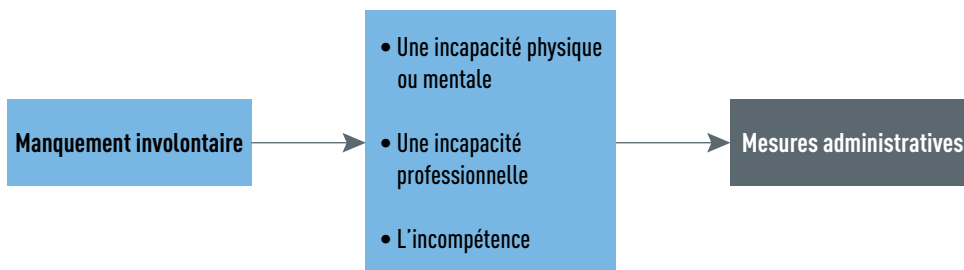 Manquement involontaire
• Une incapacité physique
ou mentale
• Une incapacité
professionnelle
• L'incompétence
Mesures administratives